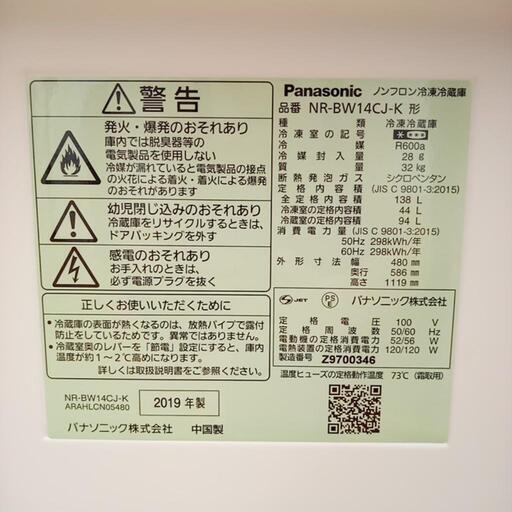 警告
発火・爆発のおそれあり
庫内では脱臭器等の
電気製品を使用しない
冷媒が漏れていると電気製品の接点
の火花による着火・着火による爆発
のおそれがあります。
幼児閉じ込みのおそれあり
冷蔵庫をリサイクルするときは、
ドアパッキングを外す
感電のおそれあり
お手入れのときは、
必ず電源プラグを抜く
正しくお使いいただくために
•冷蔵庫の表面が熱くなるのは、放熱パイプで露付
防止をしているためです。異常ではありません。
•冷蔵室奥のレバーを「節電」設定にすると、庫内
温度が約1〜2℃高めになります。
•詳しくは取扱説明書をお読みください。
NR-BW14CJ-K
ARAHLCN05480
2019 年製
パナソニック株式会社 中国製
Panasonic ノンフロン冷凍冷蔵庫
品番 NR-BW14CJ-K 形
種類 冷凍冷蔵庫
冷凍室の記号
冷媒 R600a
冷媒封入量 28 g
質量 32 kg
断熱発泡ガス シクロペンタン
定格内容積 (JIS C 9801-3:2015)
全定格内容積 138 L
冷凍室の定格内容積 44 L
冷蔵室の定格内容積 94 L
消費電力量 (JIS C 9801-3:2015)
50Hz 298kWh/年
60Hz 298kWh/年
外形寸法 幅 480 mm
奥行 586 mm
高さ 1119 mm
S JET PS E パナソニック株式会社
定格電圧 100 V
定格周波数 50/60 Hz
電動機の定格消費電力 52/56 W
電熱装置の定格消費電力 120/120 W
製造番号 Z9700346
温度ヒューズの定格動作温度 73℃ (霜取用)